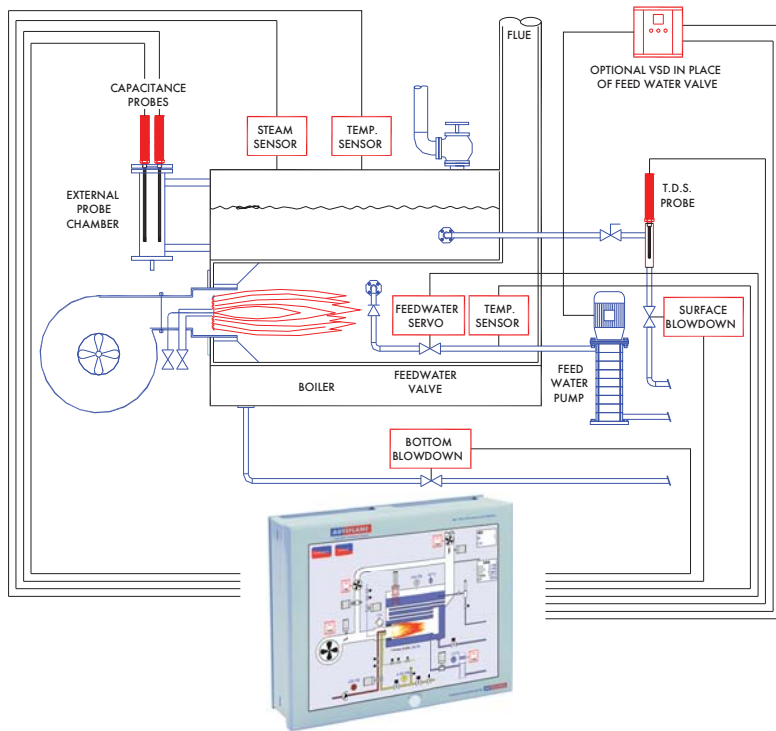 FLUE
OPTIONAL VSD IN PLACE
OF FEED WATER VALVE
CAPACITANCE
PROBES
STEAM
SENSOR
TEMP.
SENSOR
EXTERNAL
PROBE
CHAMBER
T.D.S.
PROBE
FEEDWATER
SERVO
TEMP.
SENSOR
SURFACE
BLOWDOWN
BOILER
FEEDWATER
VALVE
FEED
WATER
PUMP
BOTTOM
BLOWDOWN
AUTOFLAME